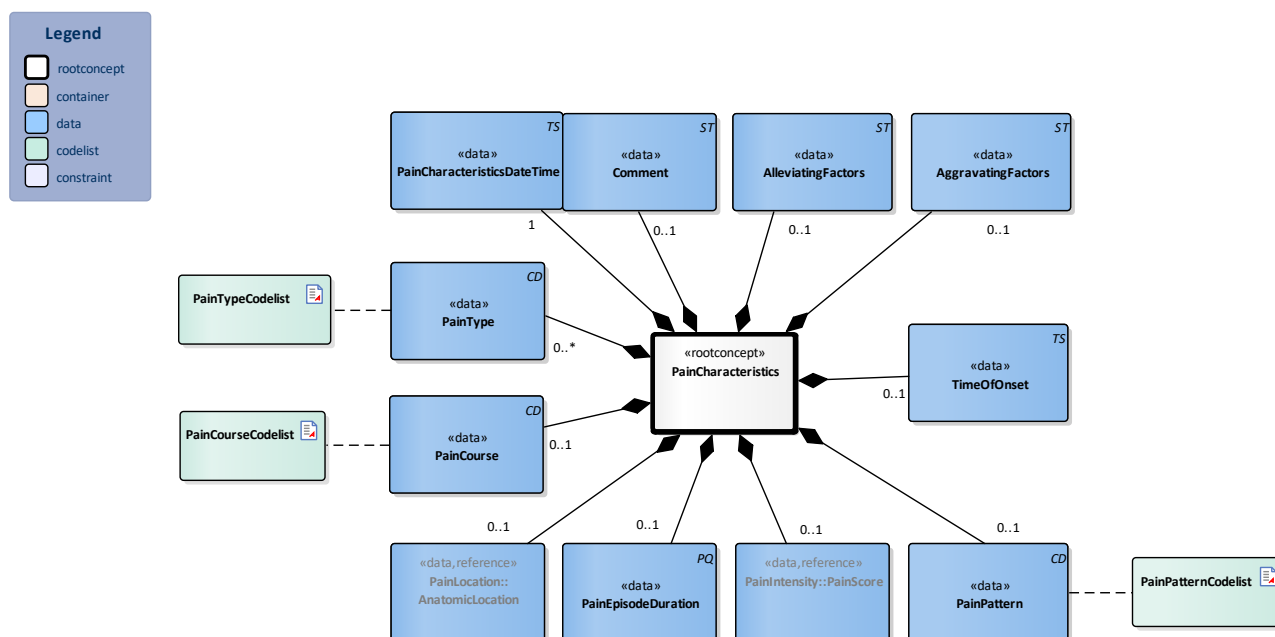 Legend
rootconcept
container
data
codelist
constraint
TS
«data»
PainCharacteristicsDateTime
ST
«data»
Comment
ST
«data»
AlleviatingFactors
ST
«data»
AggravatingFactors
1
0..1
0..1
0..1
PainTypeCodelist
CD
«data»
PainType
0..*
«rootconcept»
PainCharacteristics
TS
«data»
TimeOfOnset
0..1
PainCourseCodelist
CD
«data»
PainCourse
0..1
0..1
0..1
0..1
0..1
«data,reference»
PainLocation::
AnatomicLocation
PQ
«data»
PainEpisodeDuration
«data,reference»
PainIntensity::PainScore
CD
«data»
PainPattern
PainPatternCodelist